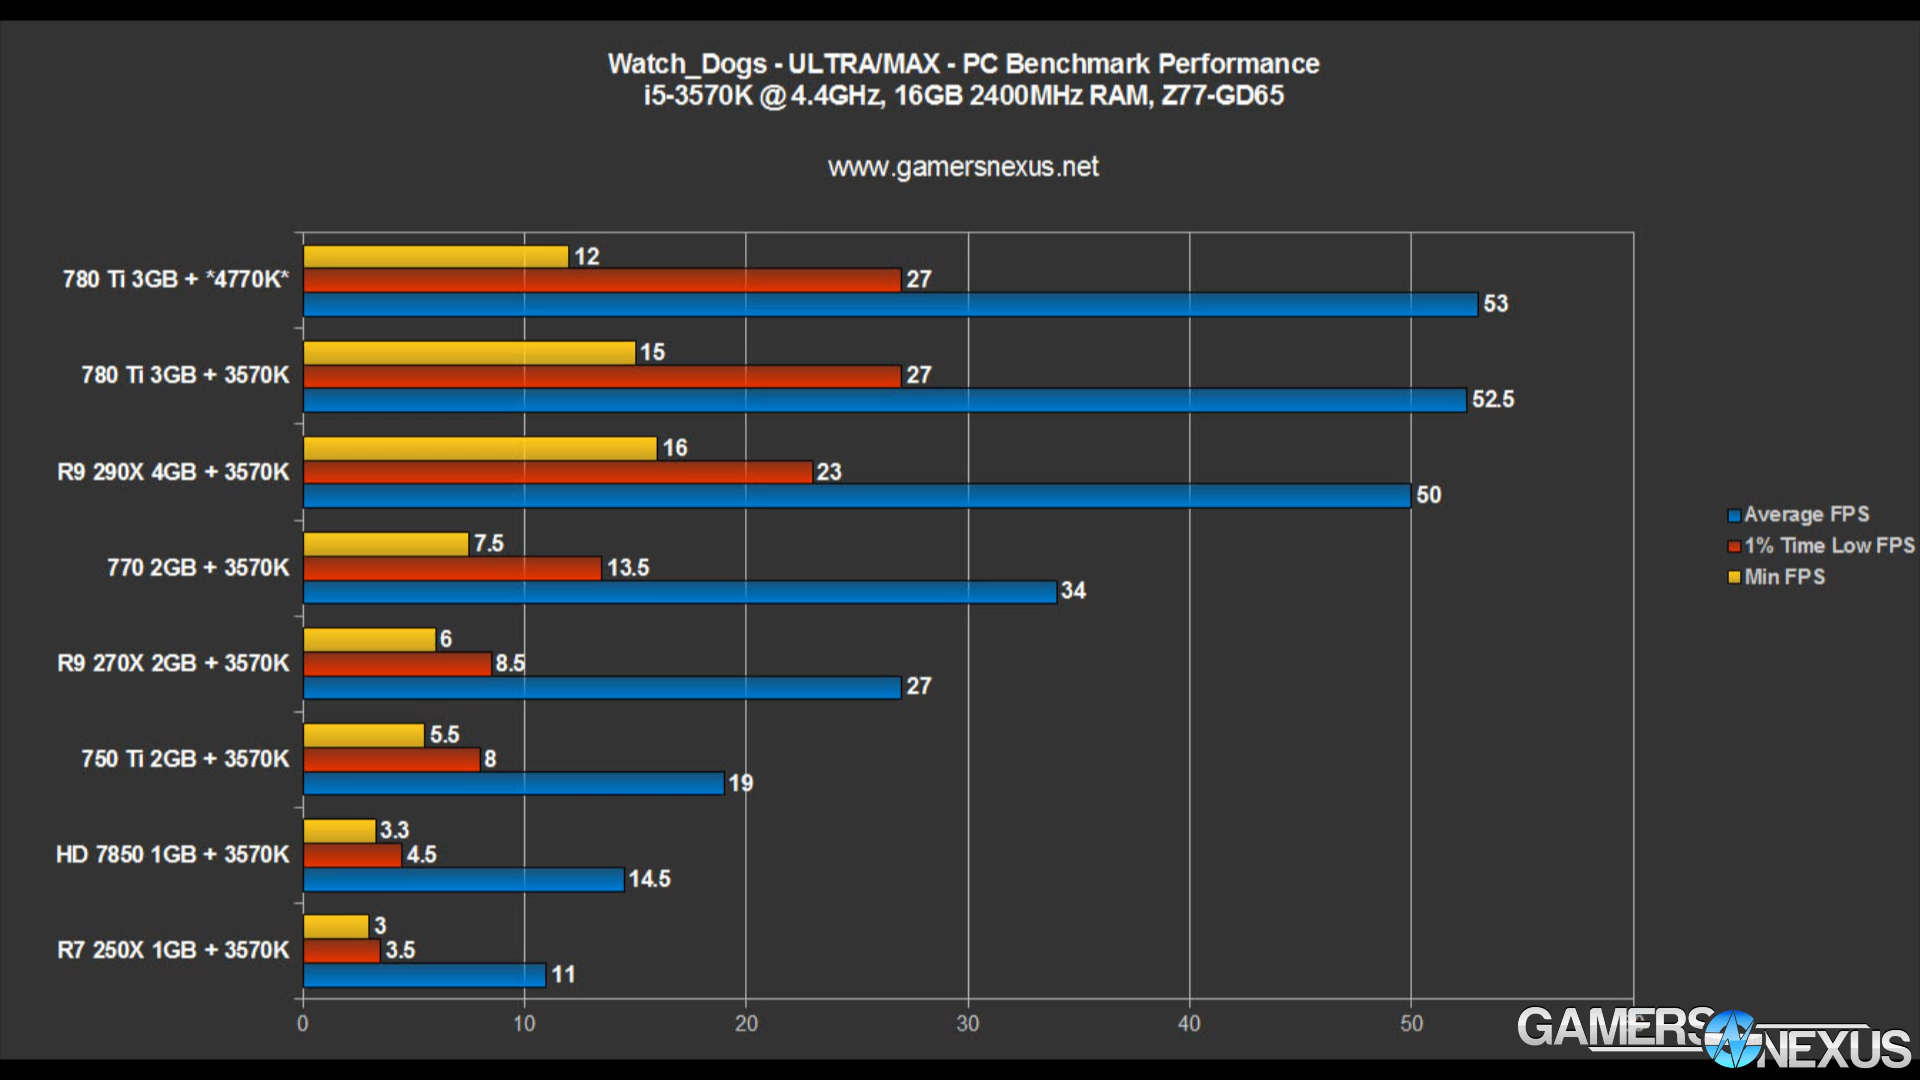 Watch_Dogs - ULTRA/MAX - PC Benchmark Performance
i5-3570K @ 4.4GHz, 16GB 2400MHz RAM, Z77-GD65
www.gamersnexus.net
780 Ti 3GB + *4770K*
12
27
53
780 Ti 3GB + 3570K
15
27
52.5
R9 290X 4GB + 3570K
16
23
50
770 2GB + 3570K
7.5
13.5
34
R9 270X 2GB + 3570K
6
8.5
27
750 Ti 2GB + 3570K
5.5
8
19
HD 7850 1GB + 3570K
3.3
4.5
14.5
R7 250X 1GB + 3570K
3
3.5
11
0 10 20 30 40 50
Average FPS
1% Time Low FPS
Min FPS
GAMERS
NEXUS